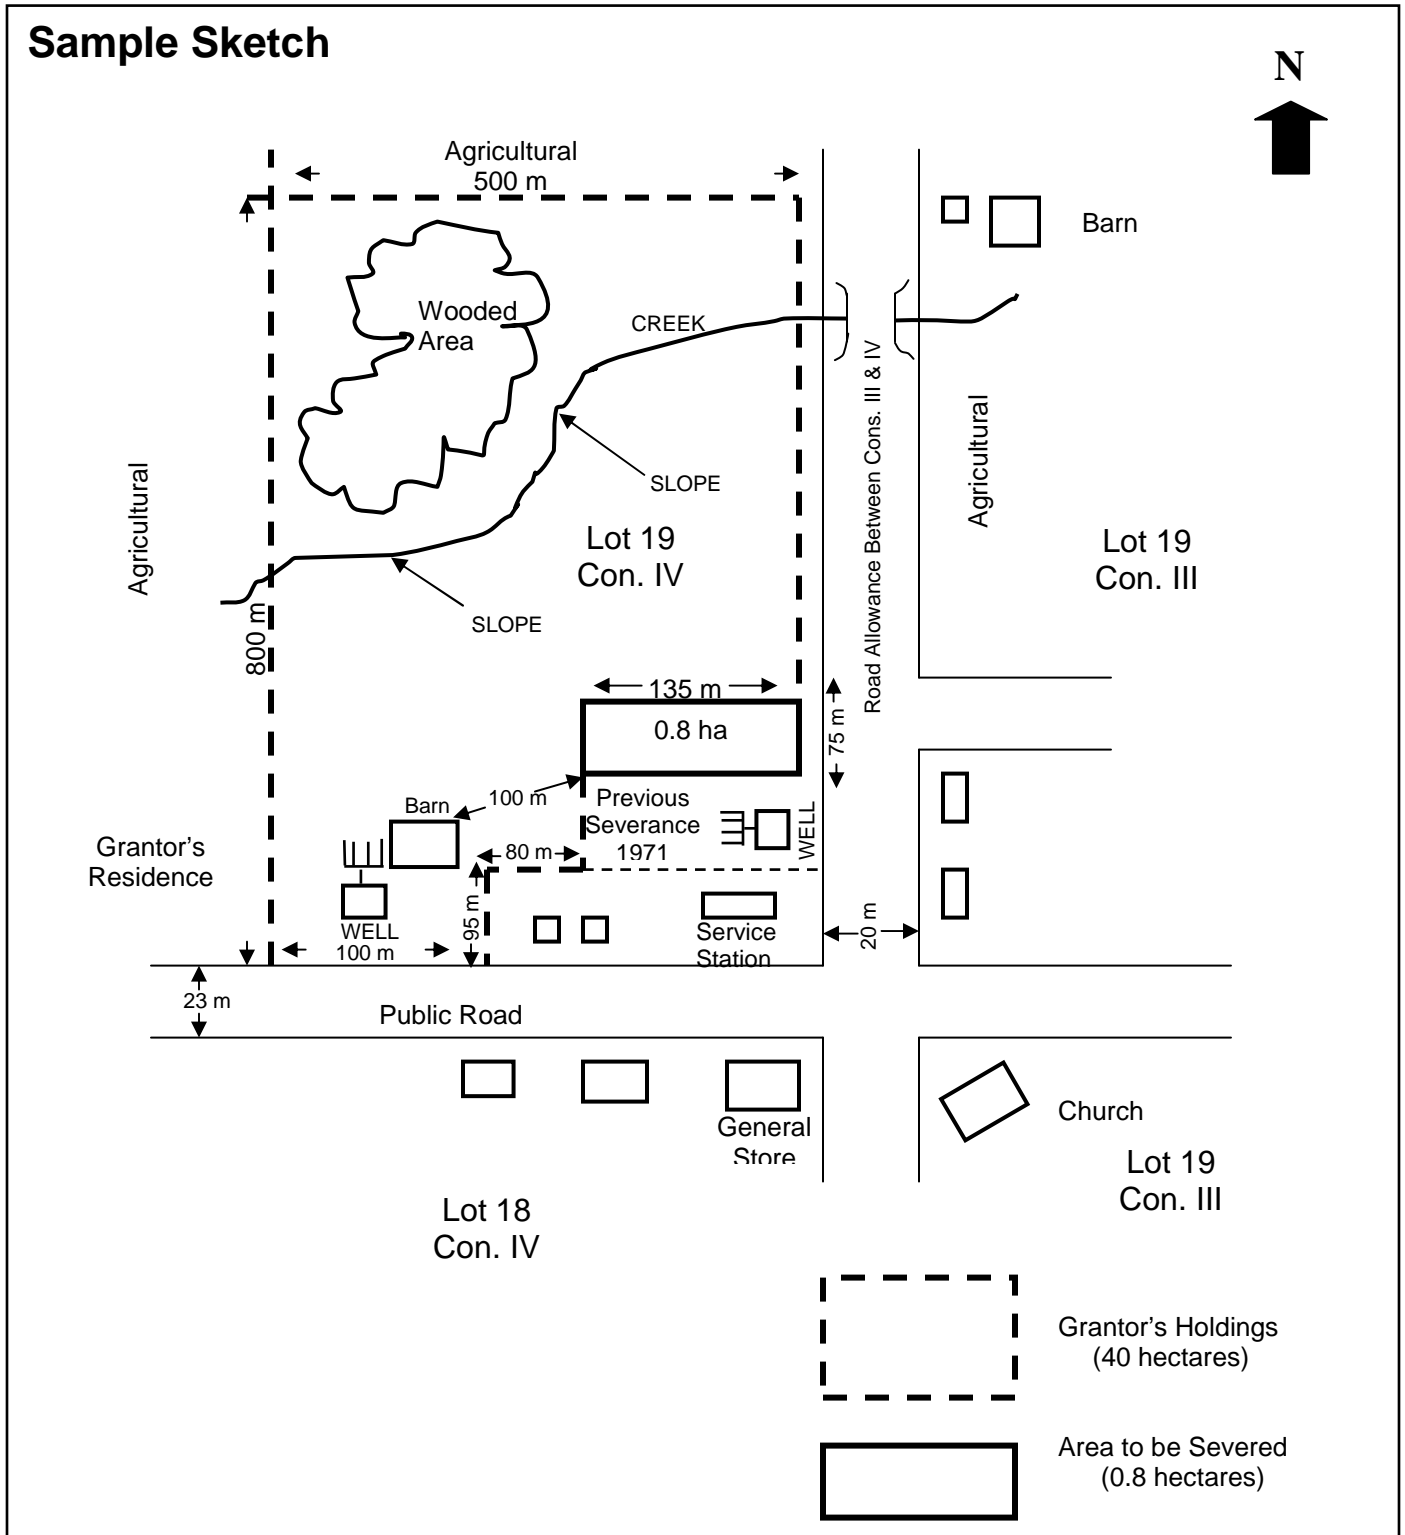 Sample Sketch
N
Agricultural
500 m
Barn
Wooded
Area
CREEK
Road Allowance Between Cons. III & IV
Agricultural
Agricultural
SLOPE
Lot 19
Con. IV
Lot 19
Con. III
SLOPE
800 m
135 m
0.8 ha
75 m
Barn
100 m
Previous
Severance
1971
WELL
Grantor's
Residence
80 m
95 m
WELL
100 m
Service
Station
20 m
23 m
Public Road
General
Store
Church
Lot 19
Con. III
Lot 18
Con. IV
Grantor's Holdings
(40 hectares)
Area to be Severed
(0.8 hectares)